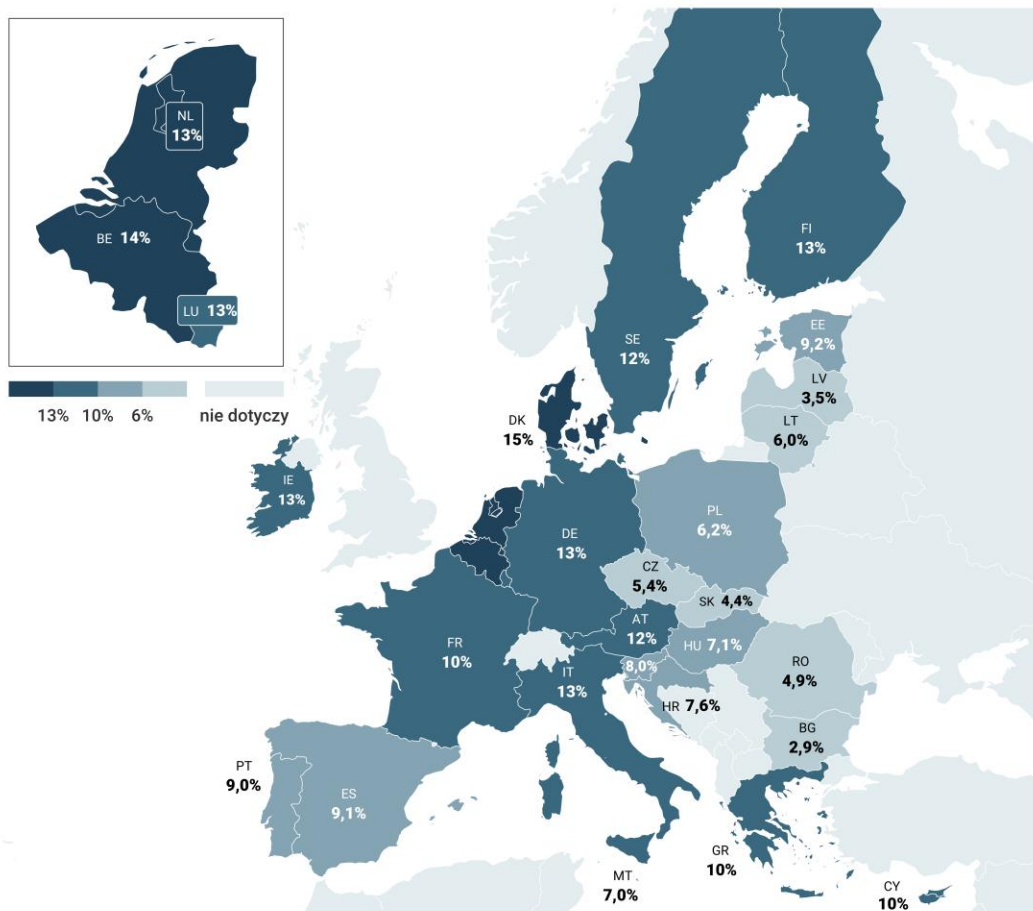 NL
13%
BE 14%
LU 13%
13% 10% 6% nie dotyczy
FI
13%
SE
12%
EE
9,2%
LV
3,5%
LT
6,0%
DK
15%
IE
13%
PL
6,2%
DE
13%
CZ
5,4%
SK 4,4%
AT
12%
HU 7,1%
FR
10%
8,0%
IT
13%
RO
4,9%
HR 7,6%
BG
2,9%
PT
9,0%
ES
9,1%
GR
10%
MT
7,0%
CY
10%